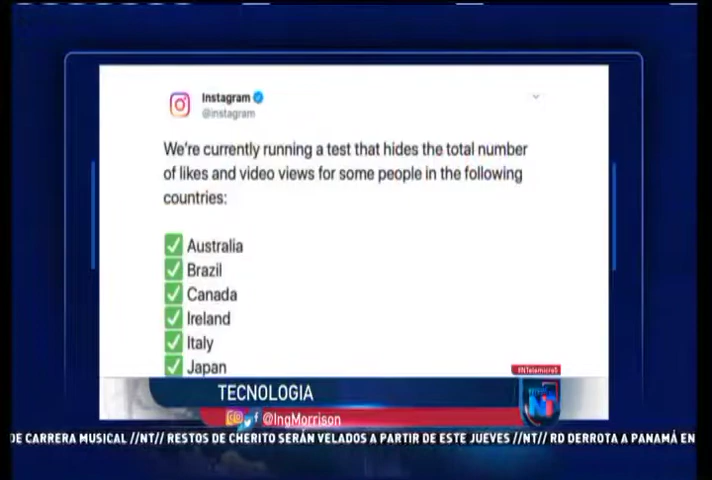 Instagram
@instagram
We're currently running a test that hides the total number
of likes and video views for some people in the following
countries:
Australia
Brazil
Canada
Ireland
Italy
Japan
#NTelemicro5
TECNOLOGIA
NT
@IngMorrison
DE CARRERA MUSICAL //NT// RESTOS DE CHERITO SERÁN VELADOS A PARTIR DE ESTE JUEVES //NT// RD DERROTA A PANAMÁ EN